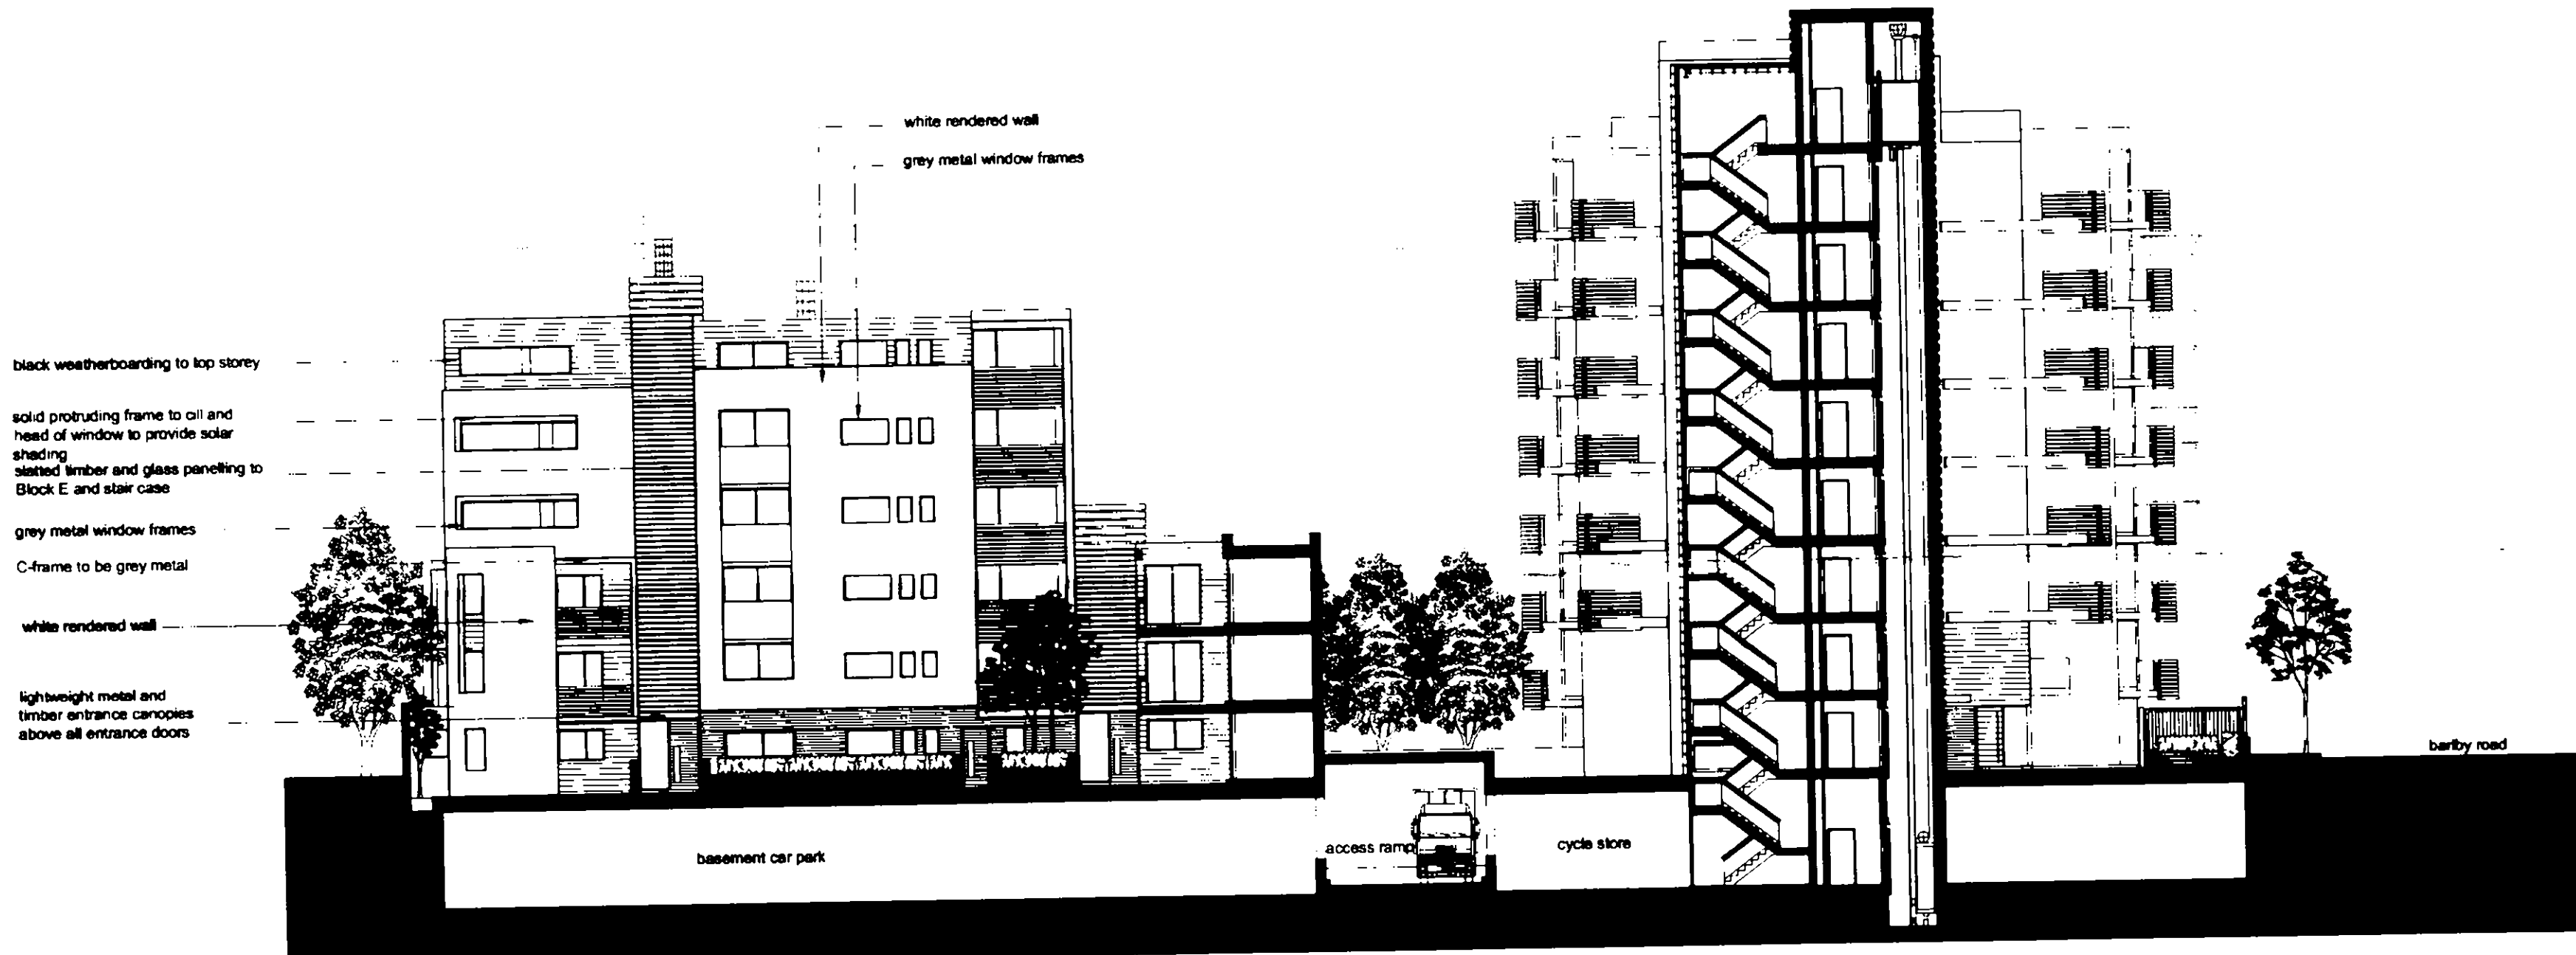 white rendered wall
grey metal window frames
black weatherboarding to top storey
solid protruding frame to cill and
head of window to provide solar
shading
slatted timber and glass panelling to
Block E and stair case
grey metal window frames
C-frame to be grey metal
white rendered wall
lightweight metal and
timber entrance canopies
above all entrance doors
barlby road
basement car park
access ramp
cycle store